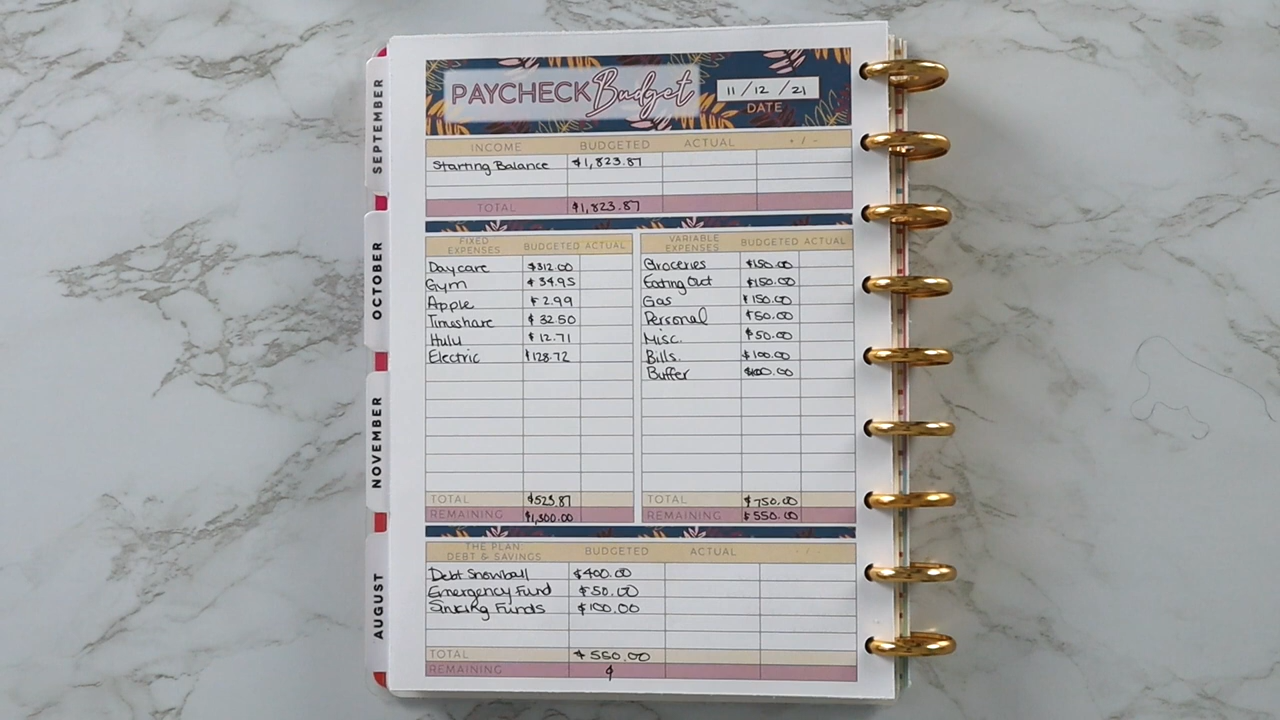 SEPTEMBER
OCTOBER
NOVEMBER
AUGUST
PAYCHECK Budget
11/12/21
DATE
INCOME BUDGETED ACTUAL +/-
Starting Balance $1,823.87
TOTAL $1,823.87
FIXED EXPENSES BUDGETED ACTUAL
Daycare $312.00
Gym $34.95
Apple $2.99
Timeshare $32.50
Hulu $12.71
Electric $128.72
TOTAL $523.87
REMAINING $1,300.00
VARIABLE EXPENSES BUDGETED ACTUAL
Groceries $150.00
Eating Out $150.00
Gas $150.00
Personal $50.00
Misc. $50.00
Bills. $100.00
Buffer $100.00
TOTAL $750.00
REMAINING $550.00
THE PLAN:
DEBT & SAVINGS BUDGETED ACTUAL +/-
Debt Snowball $400.00
Emergency Fund $50.00
Sinking Funds $100.00
TOTAL $550.00
REMAINING